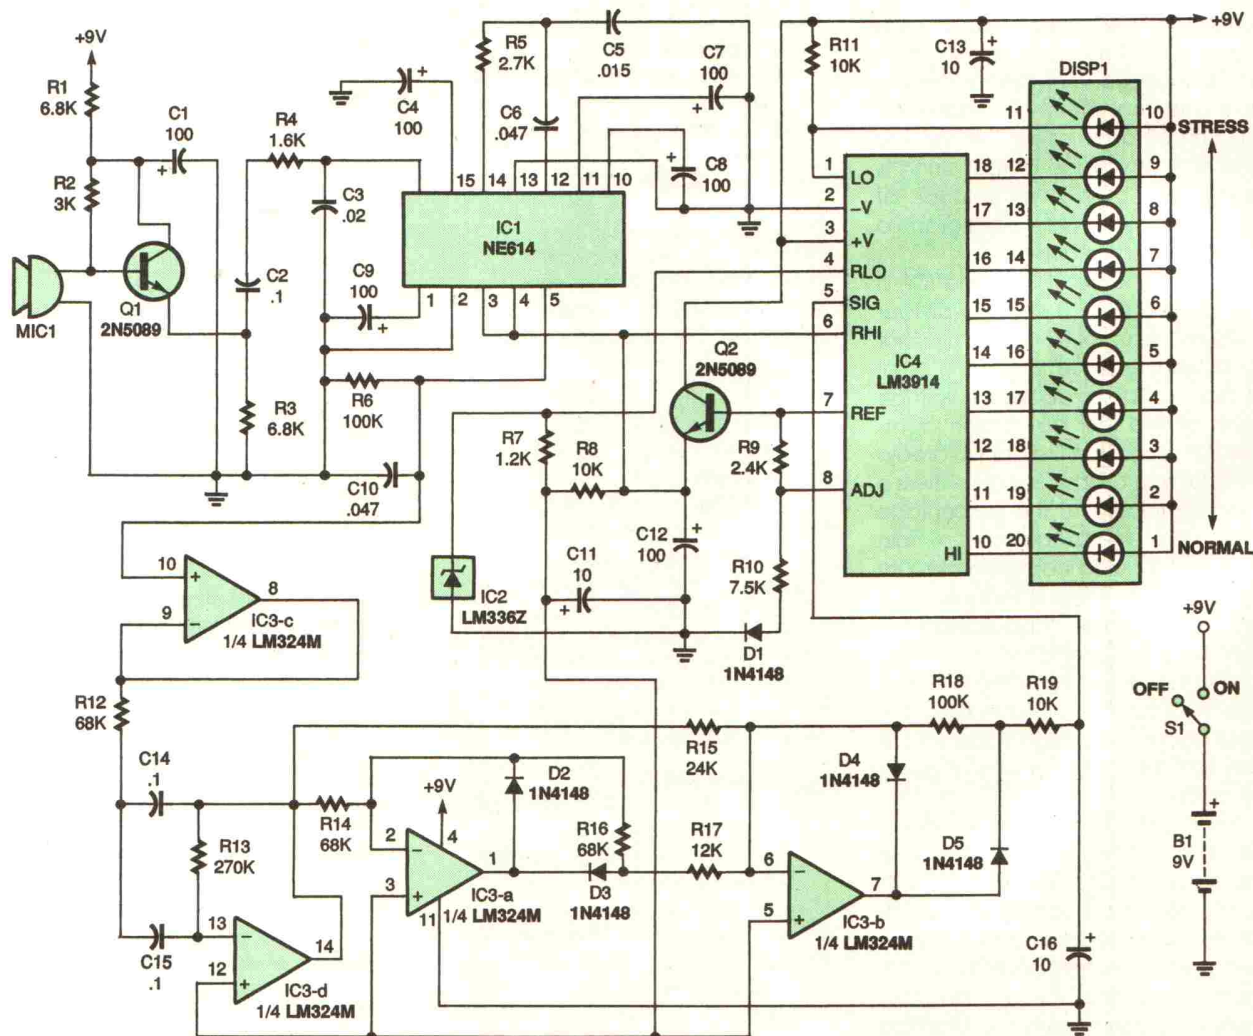 +9V
R1
6.8K
R2
3K
C1
100
+
MIC1
Q1
2N5089
R4
1.6K
C2
.1
R3
6.8K
C3
.02
C9
100
+
R6
100K
C10
.047
C4
100
+
R5
2.7K
C6
.047
C5
.015
C7
100
+
C8
100
+
15 14 13 12 11 10
IC1
NE614
1 2 3 4 5
R7
1.2K
R8
10K
C11
10
+
C12
100
+
IC2
LM336Z
Q2
2N5089
R9
2.4K
R10
7.5K
D1
1N4148
R11
10K
C13
10
+
+9V
1 LO
2 –V
3 +V
4 RLO
5 SIG
6 RHI
7 REF
8 ADJ
IC4
LM3914
HI
18
17
16
15
14
13
12
11
10
DISP1
11 10
12 9
13 8
14 7
15 6
16 5
17 4
18 3
19 2
20 1
STRESS
NORMAL
10 +
9 –
8
IC3-c
1/4 LM324M
R12
68K
C14
.1
R13
270K
C15
.1
13 –
12 +
14
IC3-d
1/4 LM324M
R14
68K
+9V
4
2 –
3 +
1
11
IC3-a
1/4 LM324M
D2
1N4148
R16
68K
D3
1N4148
R15
24K
R17
12K
6 –
5 +
7
IC3-b
1/4 LM324M
D4
1N4148
D5
1N4148
R18
100K
R19
10K
C16
10
+
+9V
OFF
ON
S1
+
B1
9V